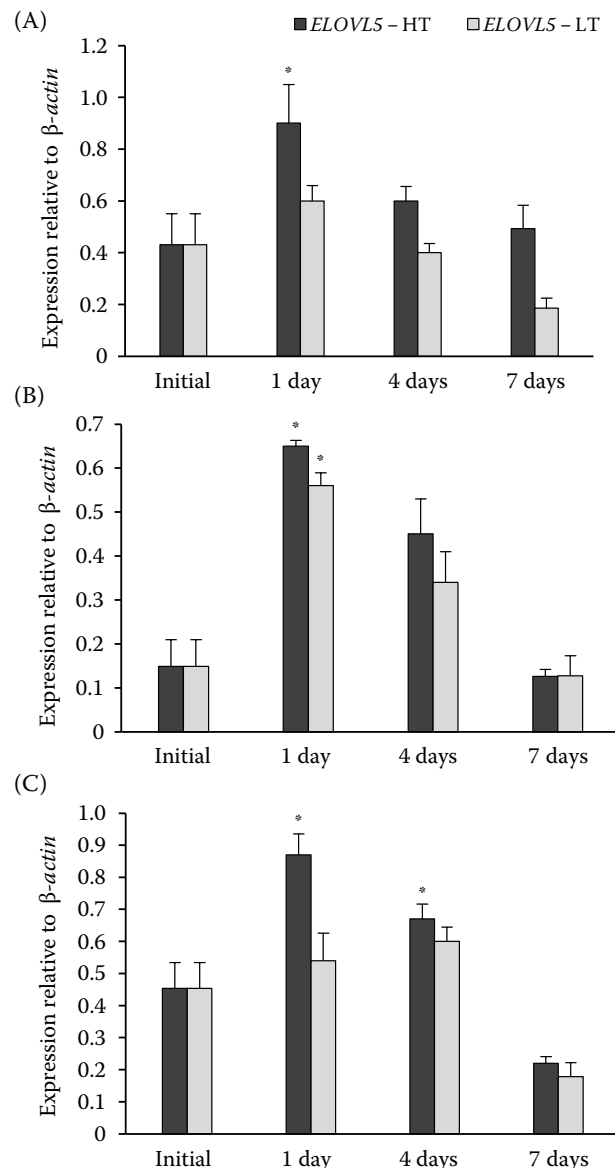 (A)
ELOVL5 – HT ELOVL5 – LT
Expression relative to β-actin
1.2
1.0
0.8
0.6
0.4
0.2
0
*
Initial 1 day 4 days 7 days
(B)
Expression relative to β-actin
0.7
0.6
0.5
0.4
0.3
0.2
0.1
0
* *
Initial 1 day 4 days 7 days
(C)
Expression relative to β-actin
1.0
0.9
0.8
0.7
0.6
0.5
0.4
0.3
0.2
0.1
0
* *
Initial 1 day 4 days 7 days